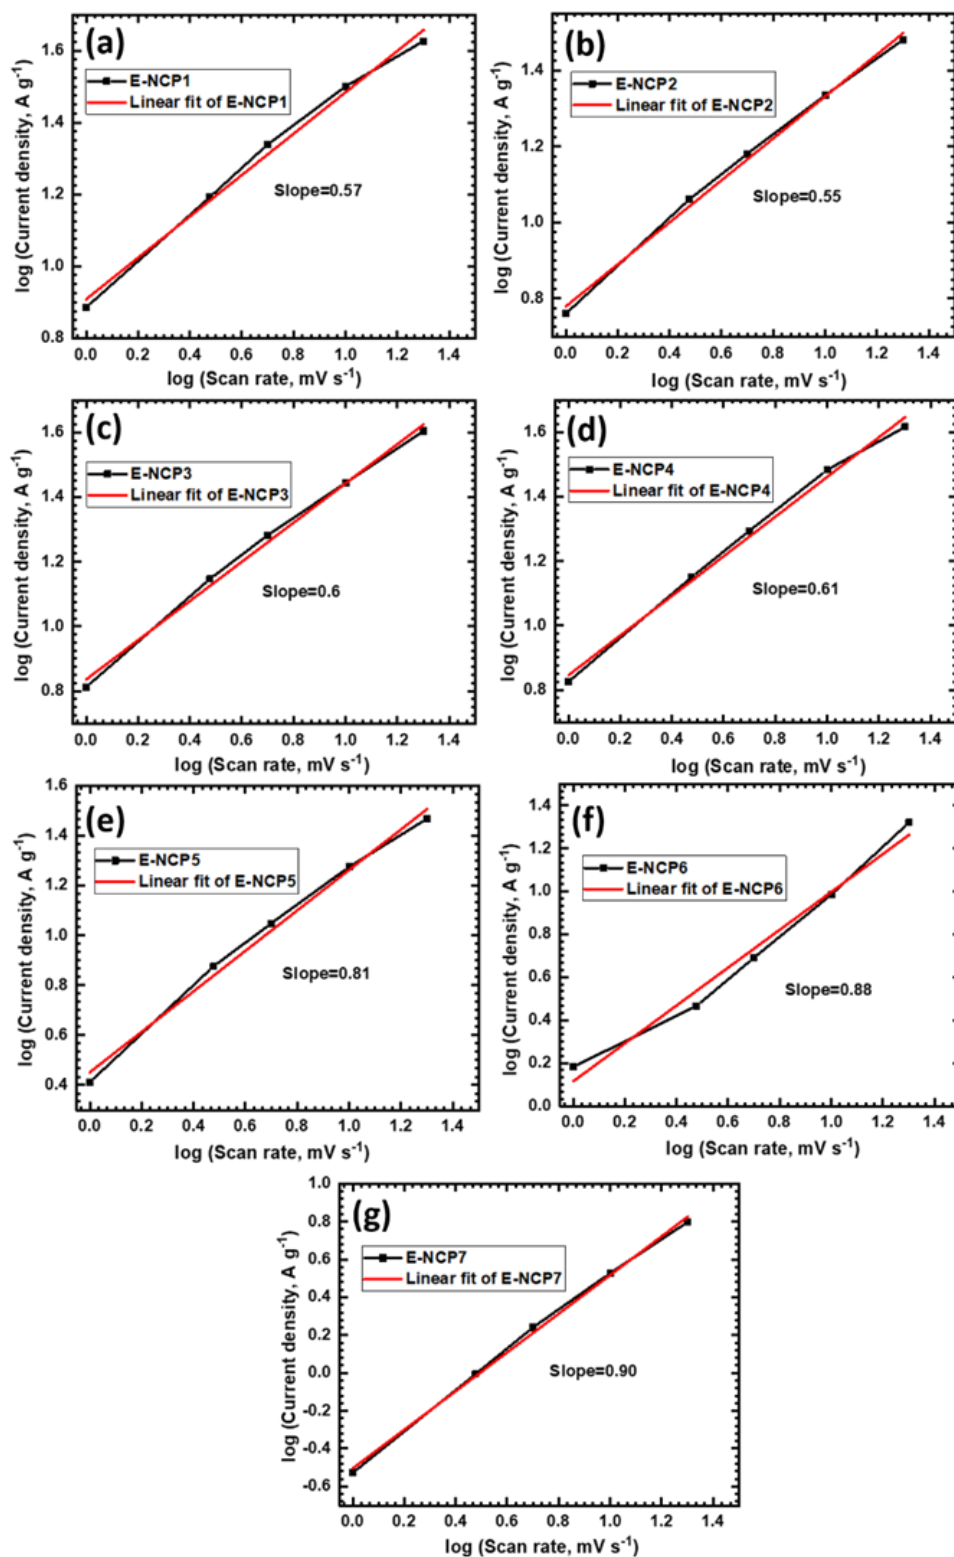 (a)
E-NCP1
Linear fit of E-NCP1
Slope=0.57
log (Current density, A g-1)
1.6
1.4
1.2
1.0
0.8
0.0 0.2 0.4 0.6 0.8 1.0 1.2 1.4
log (Scan rate, mV s-1)
(b)
E-NCP2
Linear fit of E-NCP2
Slope=0.55
log (Current density, A g-1)
1.4
1.2
1.0
0.8
0.0 0.2 0.4 0.6 0.8 1.0 1.2 1.4
log (Scan rate, mV s-1)
(c)
E-NCP3
Linear fit of E-NCP3
Slope=0.6
log (Current density, A g-1)
1.6
1.4
1.2
1.0
0.8
0.0 0.2 0.4 0.6 0.8 1.0 1.2 1.4
log (Scan rate, mV s-1)
(d)
E-NCP4
Linear fit of E-NCP4
Slope=0.61
log (Current density, A g-1)
1.6
1.4
1.2
1.0
0.8
0.0 0.2 0.4 0.6 0.8 1.0 1.2 1.4
log (Scan rate, mV s-1)
(e)
E-NCP5
Linear fit of E-NCP5
Slope=0.81
log (Current density, A g-1)
1.6
1.4
1.2
1.0
0.8
0.6
0.4
0.0 0.2 0.4 0.6 0.8 1.0 1.2 1.4
log (Scan rate, mV s-1)
(f)
E-NCP6
Linear fit of E-NCP6
Slope=0.88
log (Current density, A g-1)
1.4
1.2
1.0
0.8
0.6
0.4
0.2
0.0
0.0 0.2 0.4 0.6 0.8 1.0 1.2 1.4
log (Scan rate, mV s-1)
(g)
E-NCP7
Linear fit of E-NCP7
Slope=0.90
log (Current density, A g-1)
1.0
0.8
0.6
0.4
0.2
0.0
-0.2
-0.4
-0.6
0.0 0.2 0.4 0.6 0.8 1.0 1.2 1.4
log (Scan rate, mV s-1)